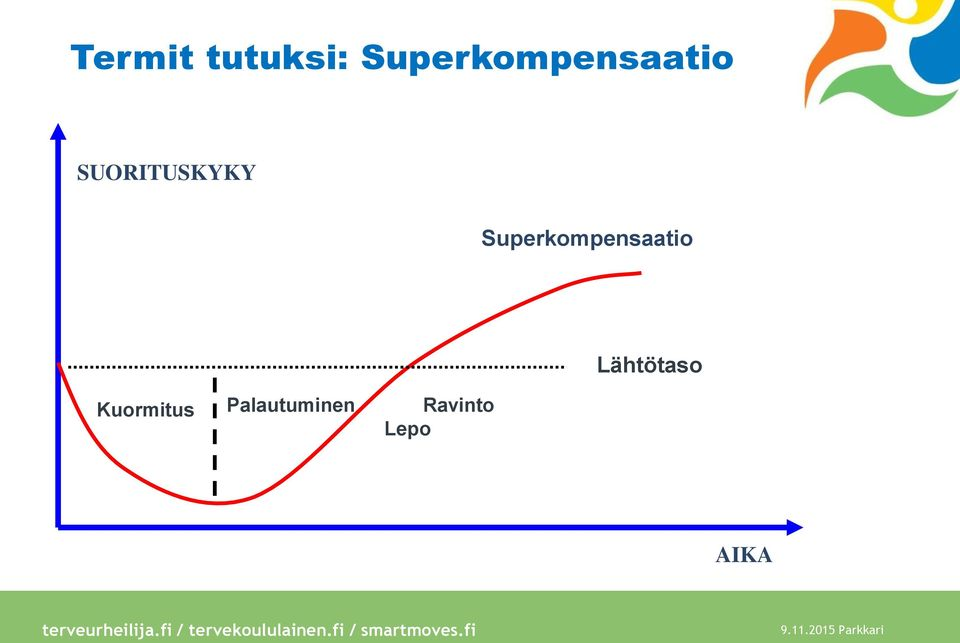 Termit tutuksi: Superkompensaatio
SUORITUSKYKY
Superkompensaatio
Lähtötaso
Kuormitus
Palautuminen
Ravinto
Lepo
AIKA
terveurheilija.fi / tervekoululainen.fi / smartmoves.fi
9.11.2015 Parkkari